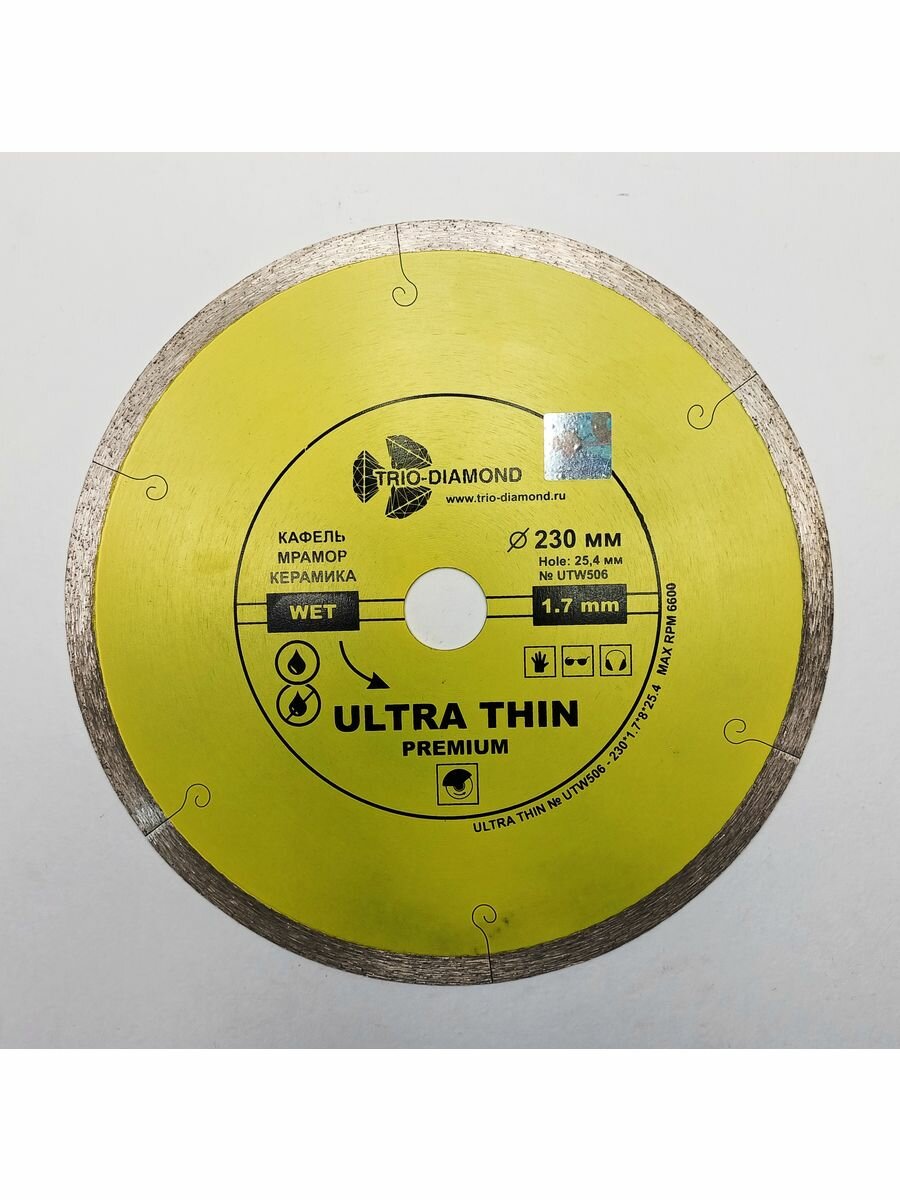 TRIO-DIAMOND
www.trio-diamond.ru
КАФЕЛЬ
МРАМОР
КЕРАМИКА
WET
230 мм
Hole: 25,4 мм
№ UTW506
1.7 mm
ULTRA THIN
PREMIUM
ULTRA THIN № UTW506 - 230*1.7*8*25.4 MAX RPM 6600